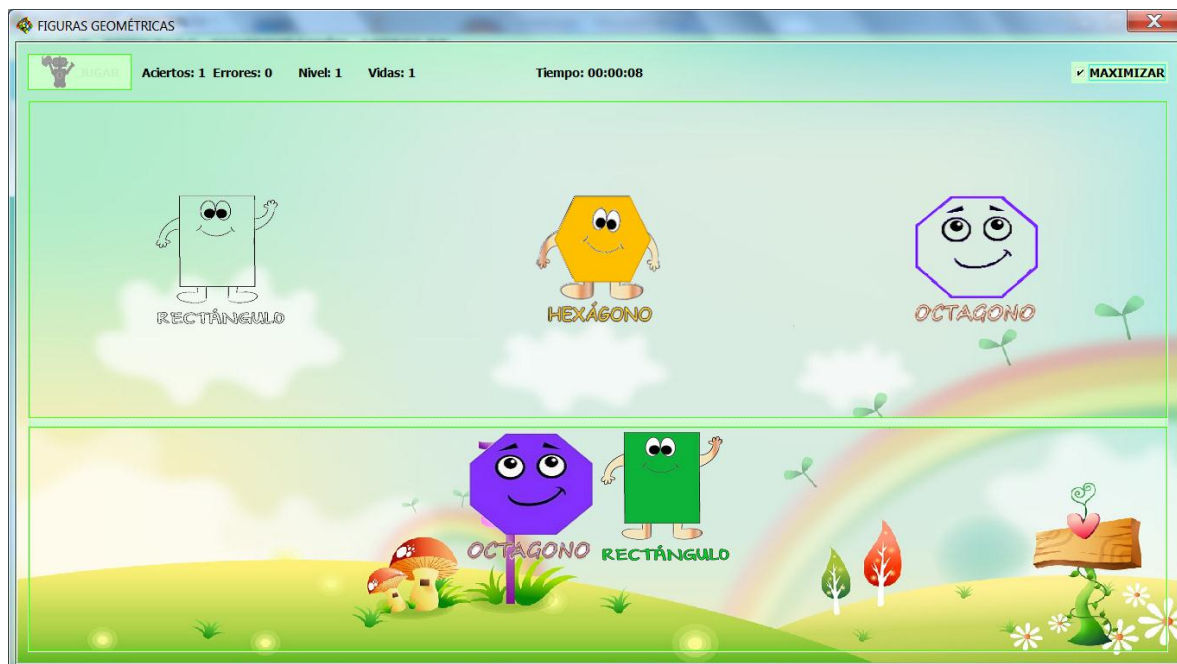 FIGURAS GEOMÉTRICAS
JUGAR Aciertos: 1 Errores: 0 Nivel: 1 Vidas: 1 Tiempo: 00:00:08 MAXIMIZAR
RECTÁNGULO HEXÁGONO OCTAGONO
OCTAGONO RECTÁNGULO